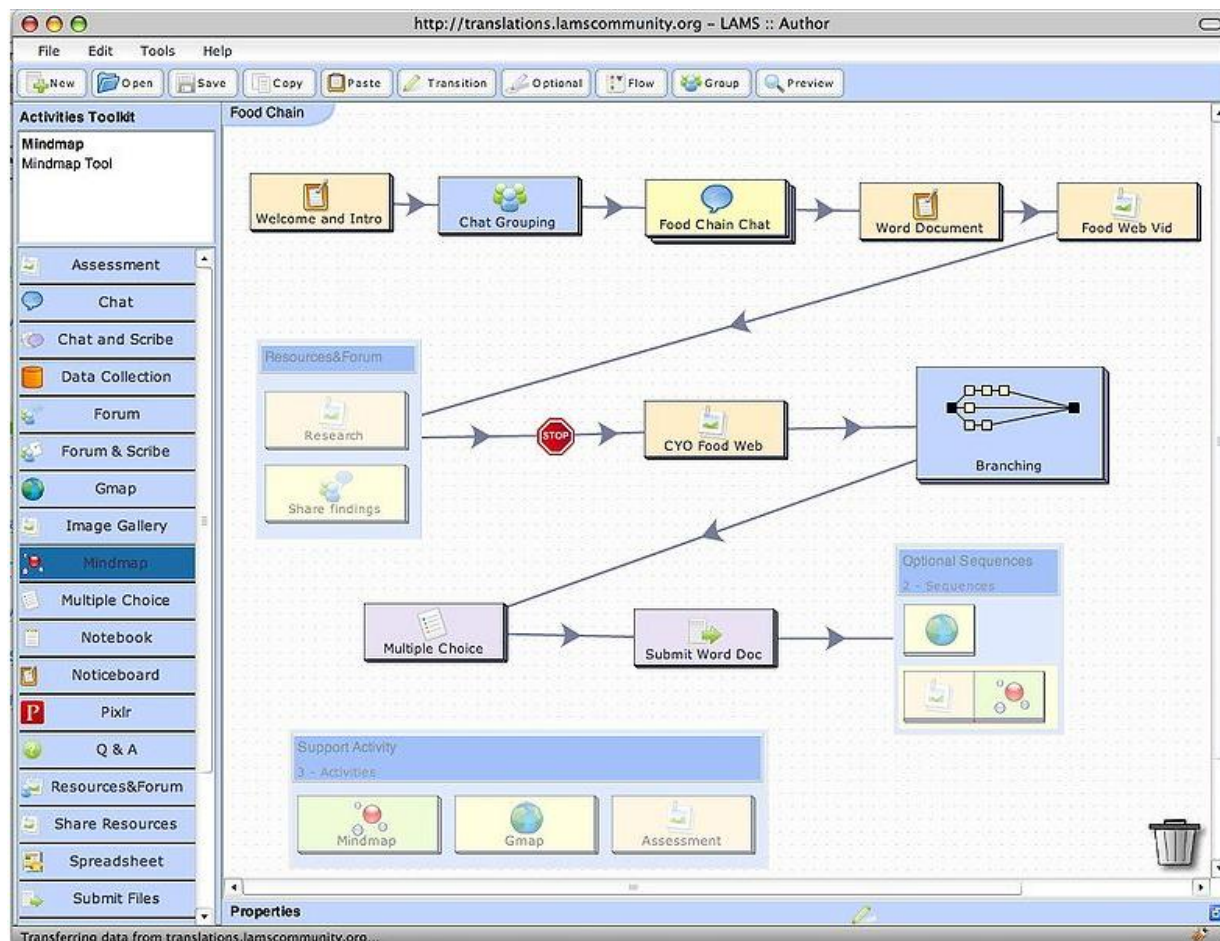 http://translations.lamscommunity.org – LAMS :: Author
File Edit Tools Help
New Open Save Copy Paste Transition Optional Flow Group Preview
Activities Toolkit
Mindmap
Mindmap Tool
Assessment
Chat
Chat and Scribe
Data Collection
Forum
Forum & Scribe
Gmap
Image Gallery
Mindmap
Multiple Choice
Notebook
Noticeboard
Pixlr
Q & A
Resources&Forum
Share Resources
Spreadsheet
Submit Files
Food Chain
Welcome and Intro
Chat Grouping
Food Chain Chat
Word Document
Food Web Vid
Resources&Forum
Research
Share findings
STOP
CYO Food Web
Branching
Multiple Choice
Submit Word Doc
Optional Sequences
2 - Sequences
Support Activity
3 - Activities
Mindmap
Gmap
Assessment
Properties
Transferring data from translations.lamscommunity.org...